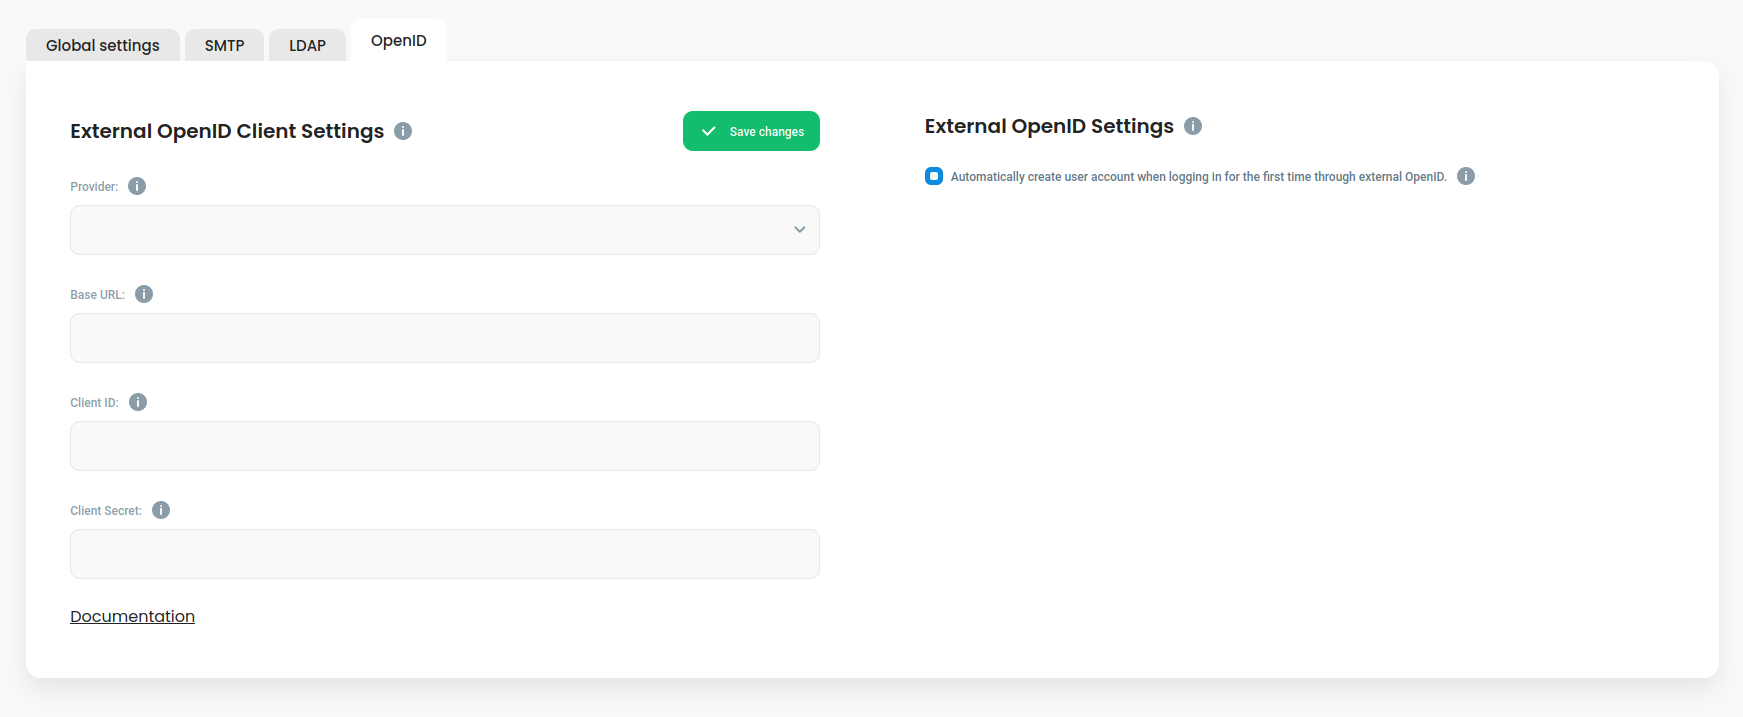 Global settings
SMTP
LDAP
OpenID
External OpenID Client Settings
Save changes
Provider:
Base URL:
Client ID:
Client Secret:
Documentation
External OpenID Settings
Automatically create user account when logging in for the first time through external OpenID.